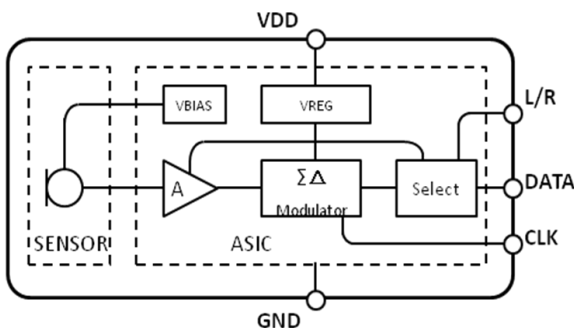 VDD
L/R
VBIAS
VREG
A
ΣΔ
Modulator
Select
DATA
SENSOR
ASIC
CLK
GND